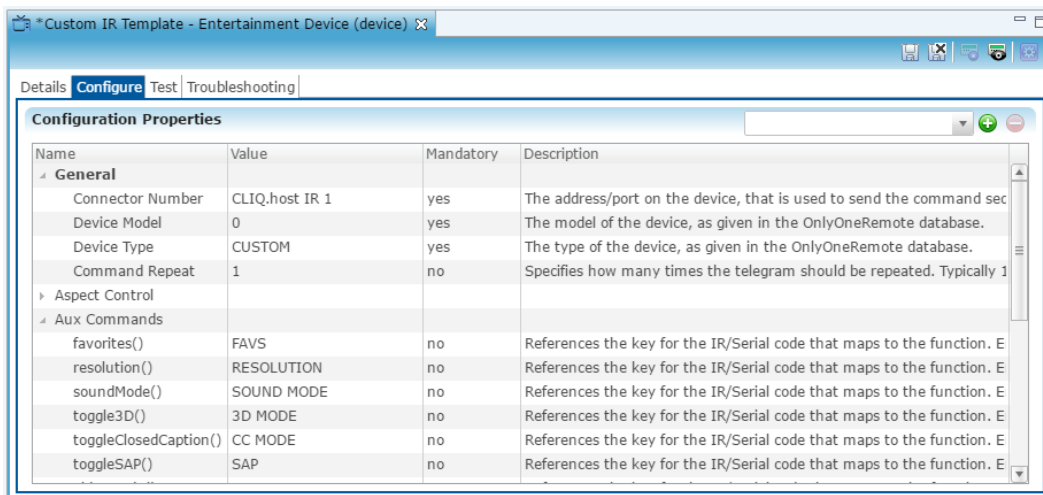 *Custom IR Template - Entertainment Device (device)
Details Configure Test Troubleshooting
Configuration Properties
Name Value Mandatory Description
General
Connector Number CLIQ.host IR 1 yes The address/port on the device, that is used to send the command sec
Device Model 0 yes The model of the device, as given in the OnlyOneRemote database.
Device Type CUSTOM yes The type of the device, as given in the OnlyOneRemote database.
Command Repeat 1 no Specifies how many times the telegram should be repeated. Typically 1
Aspect Control
Aux Commands
favorites() FAVS no References the key for the IR/Serial code that maps to the function. E
resolution() RESOLUTION no References the key for the IR/Serial code that maps to the function. E
soundMode() SOUND MODE no References the key for the IR/Serial code that maps to the function. E
toggle3D() 3D MODE no References the key for the IR/Serial code that maps to the function. E
toggleClosedCaption() CC MODE no References the key for the IR/Serial code that maps to the function. E
toggleSAP() SAP no References the key for the IR/Serial code that maps to the function. E